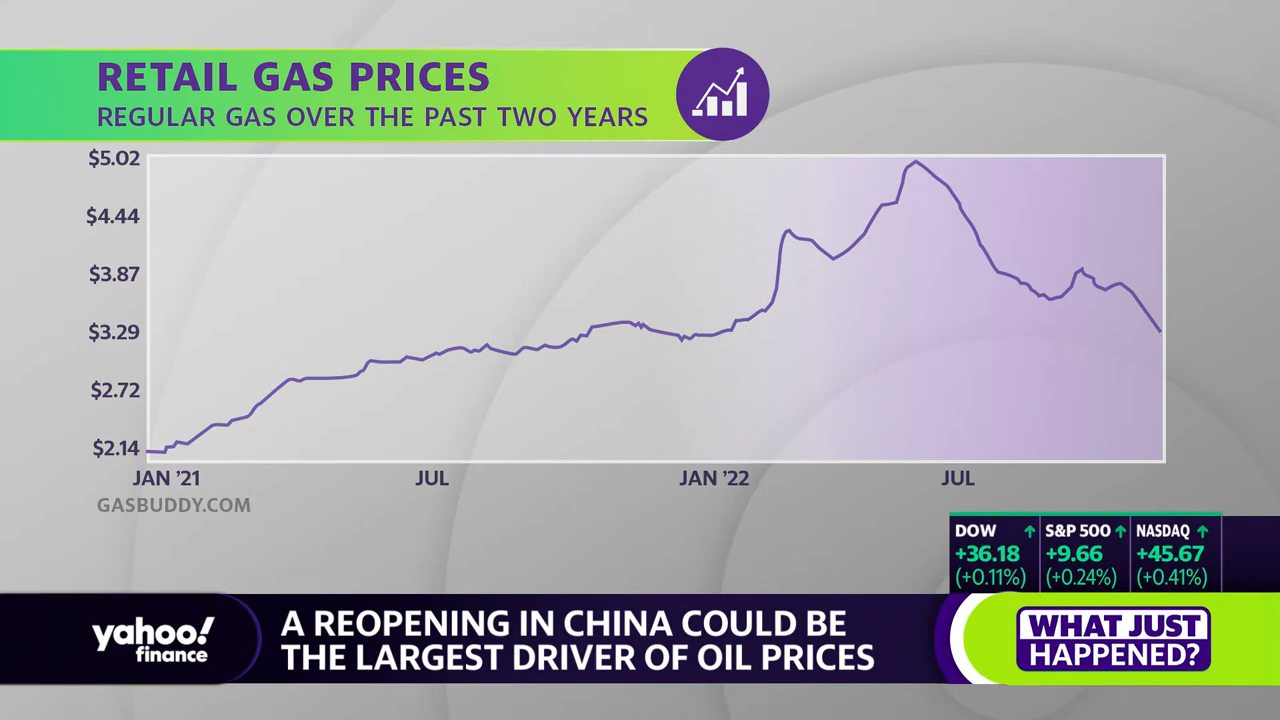 RETAIL GAS PRICES
REGULAR GAS OVER THE PAST TWO YEARS
$5.02
$4.44
$3.87
$3.29
$2.72
$2.14
JAN ’21 JUL JAN ’22 JUL
GASBUDDY.COM
DOW S&P 500 NASDAQ
+36.18 +9.66 +45.67
(+0.11%) (+0.24%) (+0.41%)
yahoo!
finance
A REOPENING IN CHINA COULD BE
THE LARGEST DRIVER OF OIL PRICES
WHAT JUST
HAPPENED?